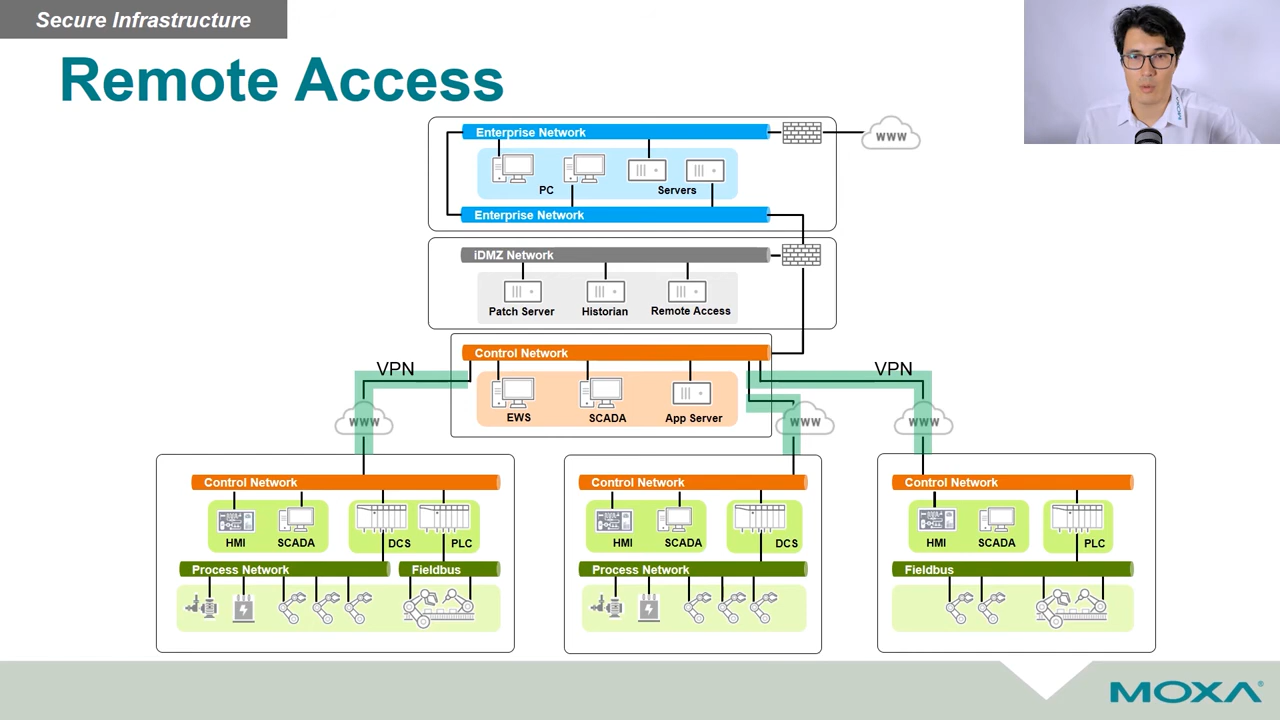 Secure Infrastructure
Remote Access
Enterprise Network
WWW
PC
Servers
Enterprise Network
iDMZ Network
Patch Server
Historian
Remote Access
Control Network
VPN
VPN
EWS
SCADA
App Server
WWW
WWW
WWW
Control Network
HMI
SCADA
DCS
PLC
Process Network
Fieldbus
Control Network
HMI
SCADA
DCS
Process Network
Control Network
HMI
SCADA
PLC
Fieldbus
MOXA®